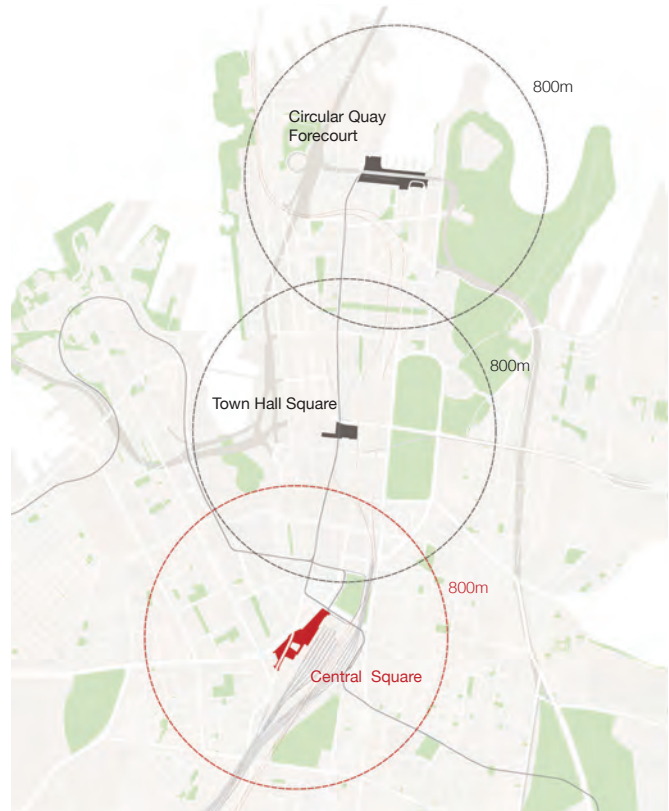 800m
Circular Quay
Forecourt
800m
Town Hall Square
800m
Central Square